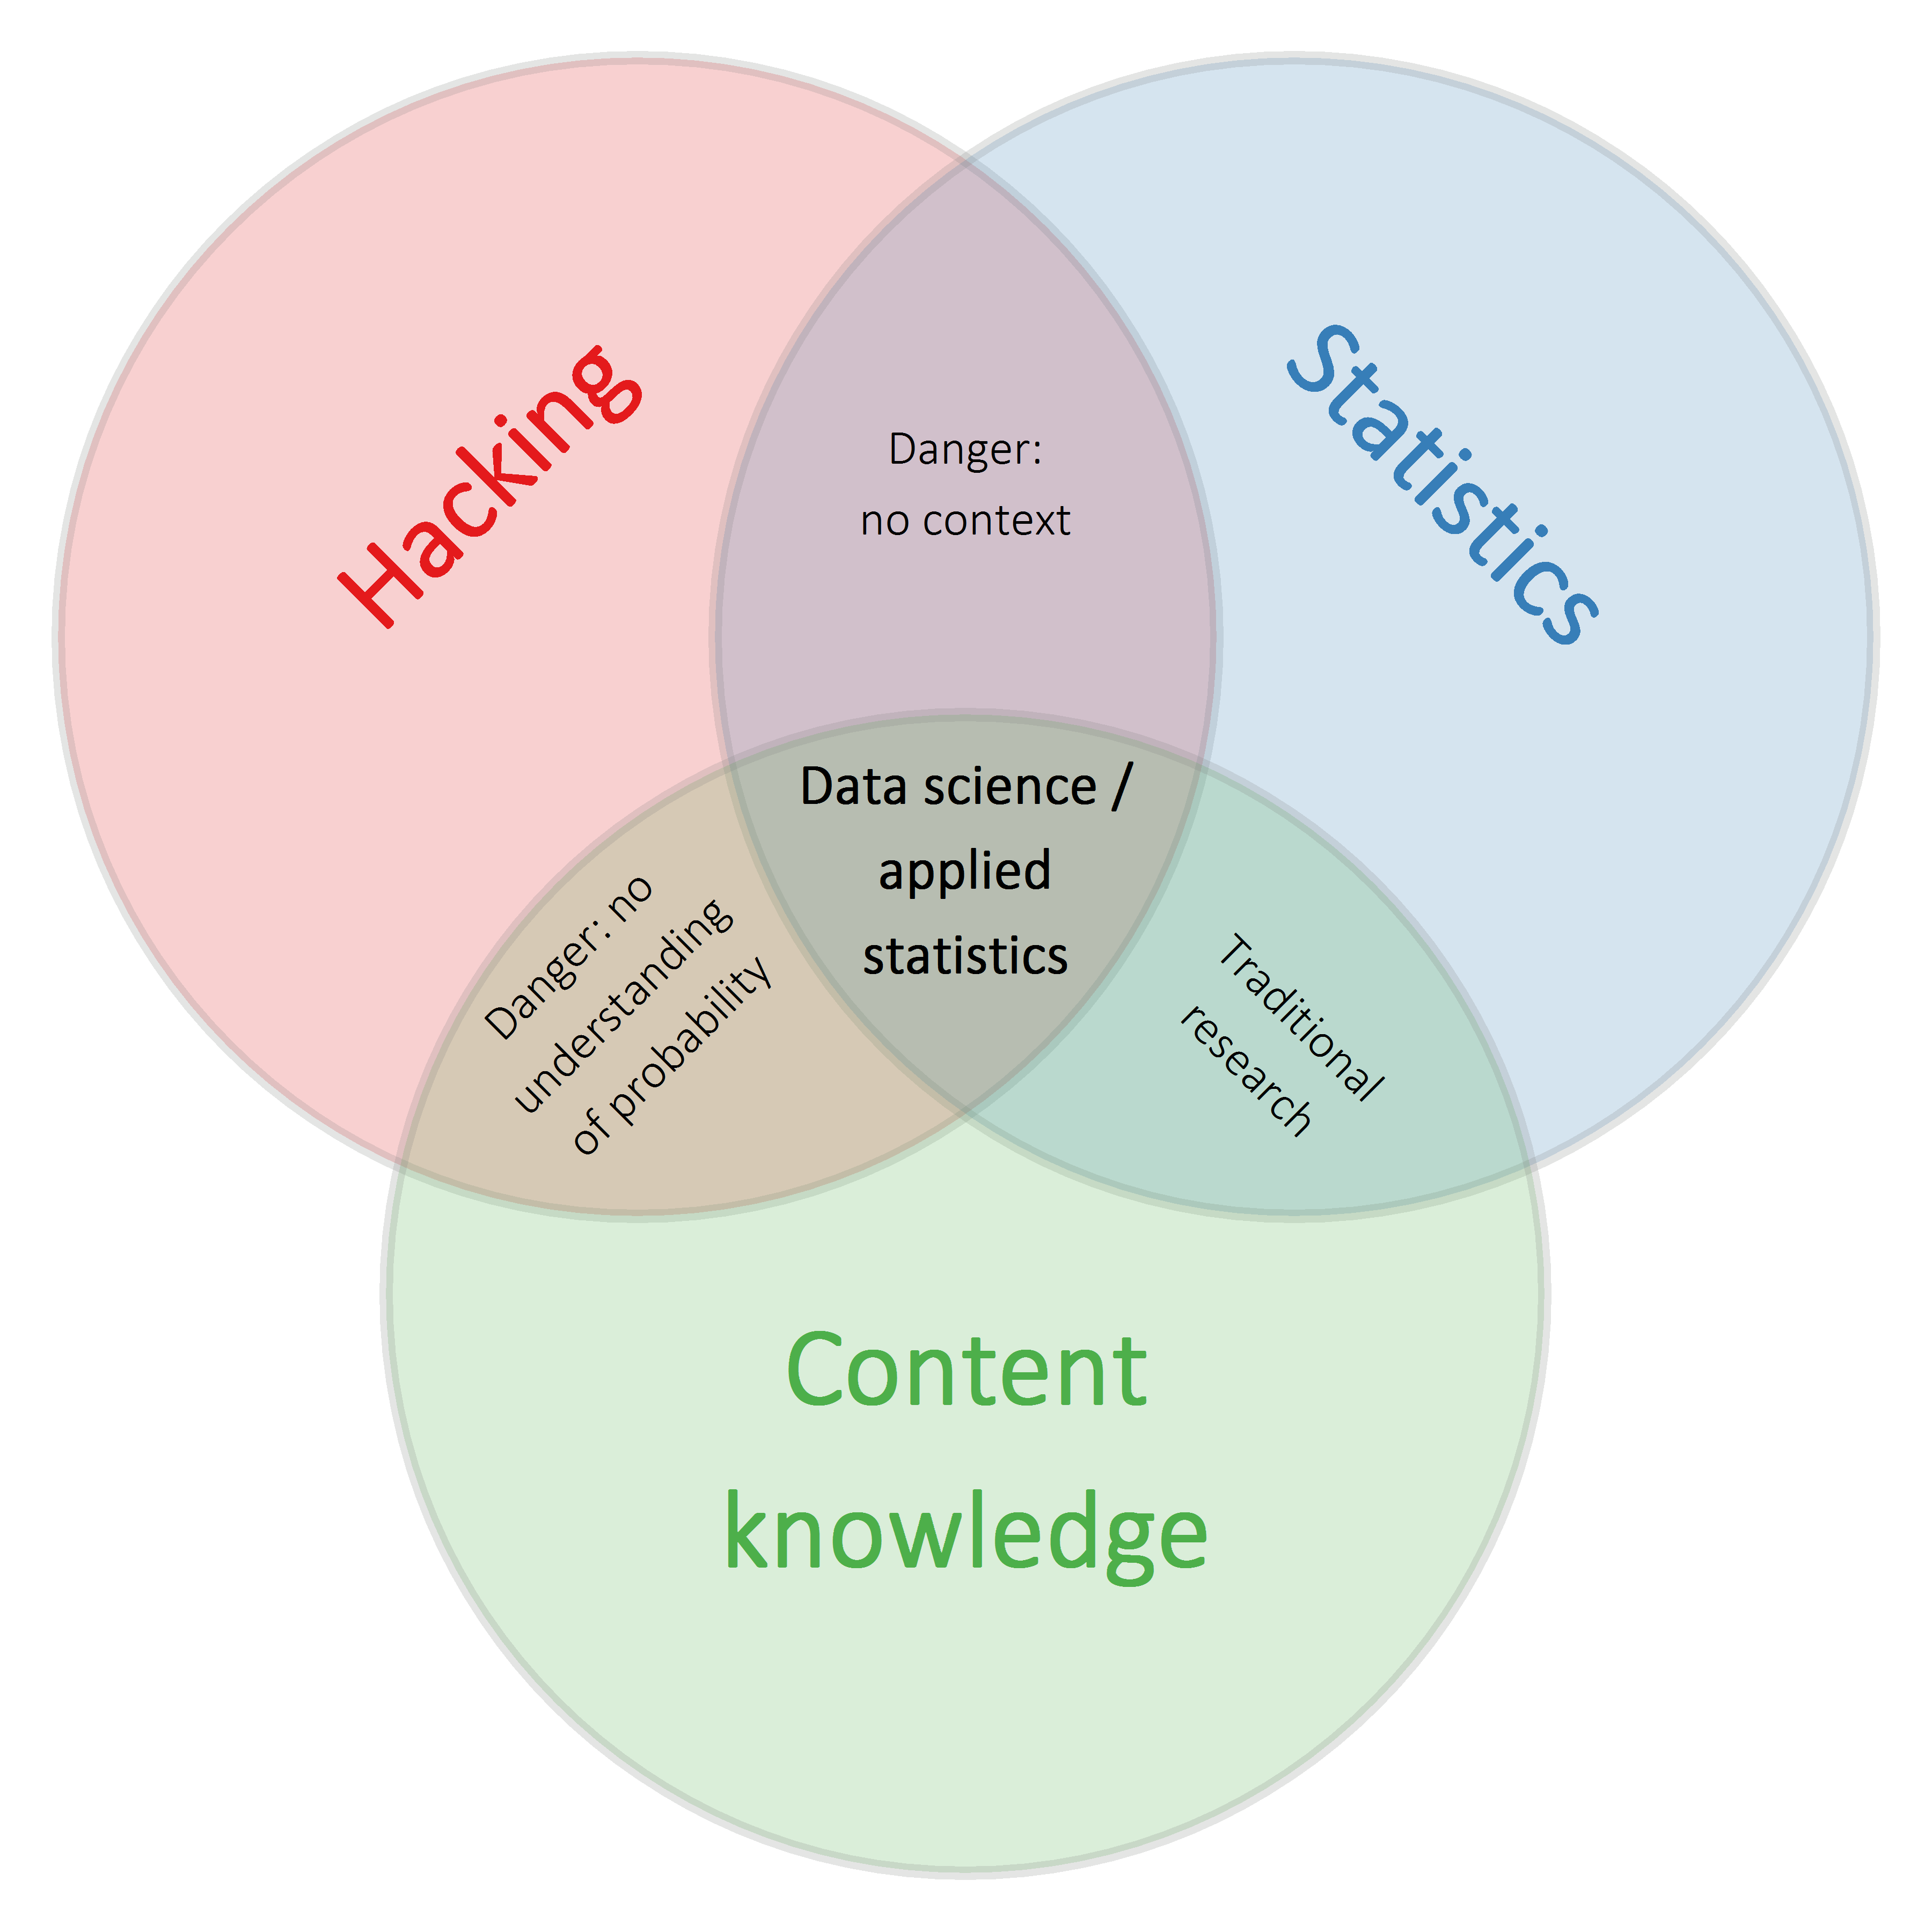 Hacking
Statistics
Danger:
no context
Data science /
applied
statistics
Danger: no
understanding
of probability
Traditional
research
Content
knowledge